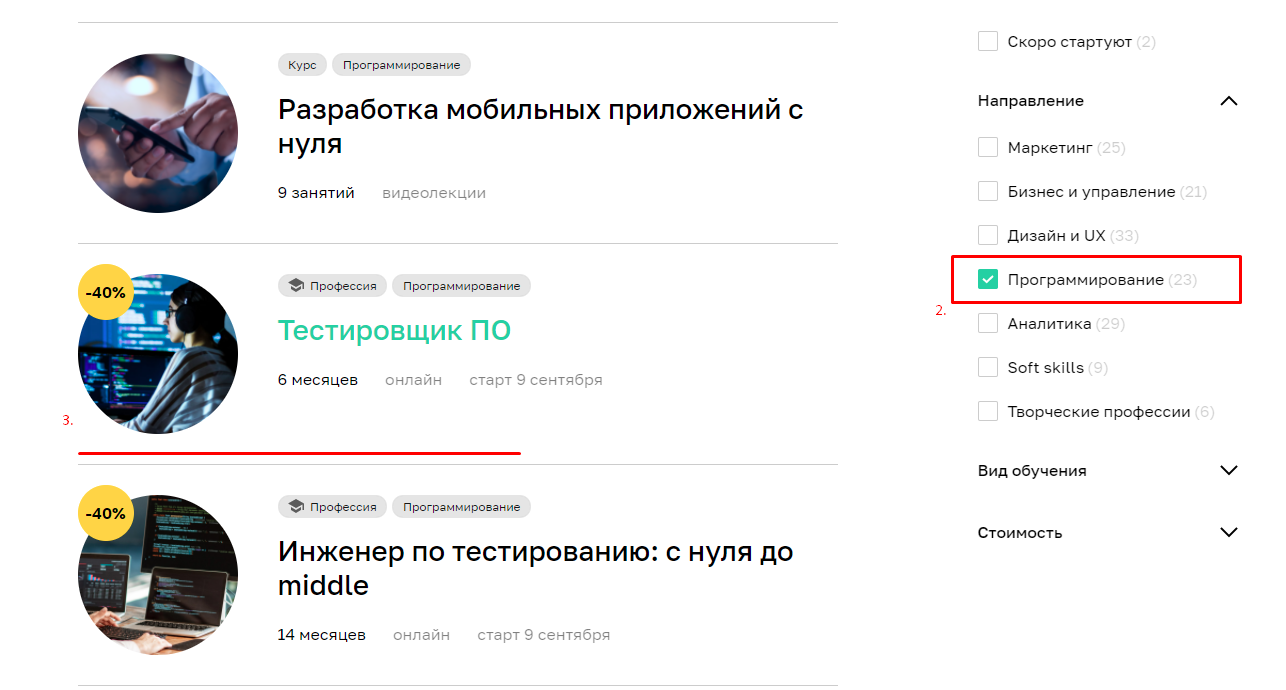 Курс
Программирование
Разработка мобильных приложений с
нуля
9 занятий видеолекции
-40%
Профессия
Программирование
Тестировщик ПО
6 месяцев онлайн старт 9 сентября
3.
-40%
Профессия
Программирование
Инженер по тестированию: с нуля до
middle
14 месяцев онлайн старт 9 сентября
Скоро стартуют (2)
Направление
Маркетинг (25)
Бизнес и управление (21)
Дизайн и UX (33)
Программирование (23)
2.
Аналитика (29)
Soft skills (9)
Творческие профессии (6)
Вид обучения
Стоимость